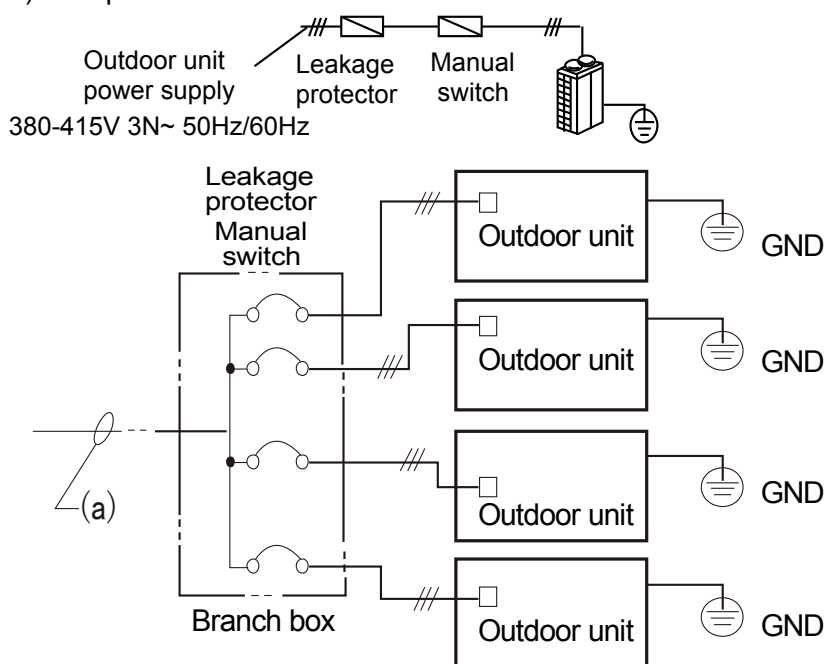 Outdoor unit
power supply
380-415V 3N~ 50Hz/60Hz
Leakage
protector
Manual
switch
Leakage
protector
Manual
switch
Outdoor unit
GND
Outdoor unit
GND
(a)
Outdoor unit
GND
Branch box
Outdoor unit
GND